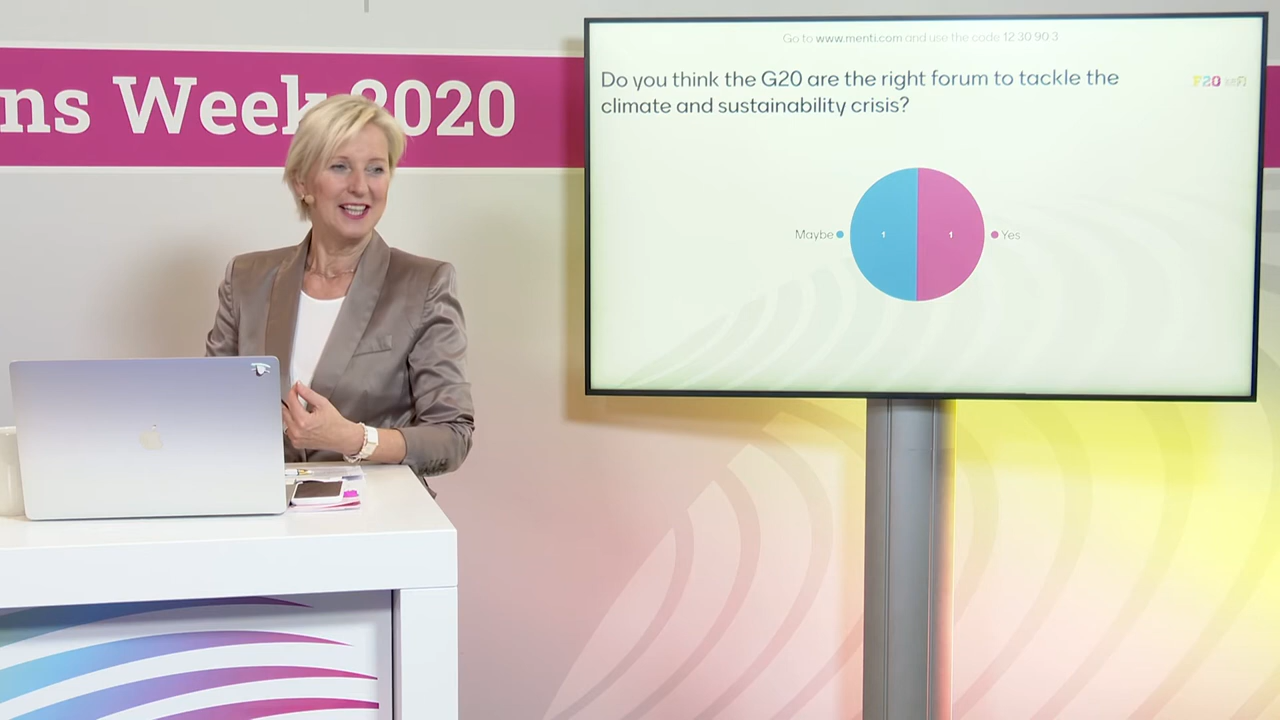 ns Week 2020
Go to www.menti.com and use the code 12 30 90 3
Do you think the G20 are the right forum to tackle the
climate and sustainability crisis?
F20
Maybe
1
1
Yes